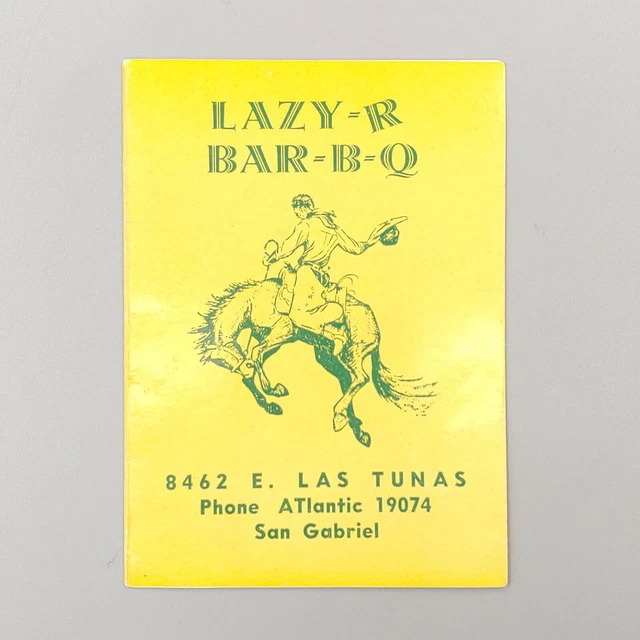 LAZY-R
BAR-B-Q
8462 E. LAS TUNAS
Phone ATlantic 19074
San Gabriel